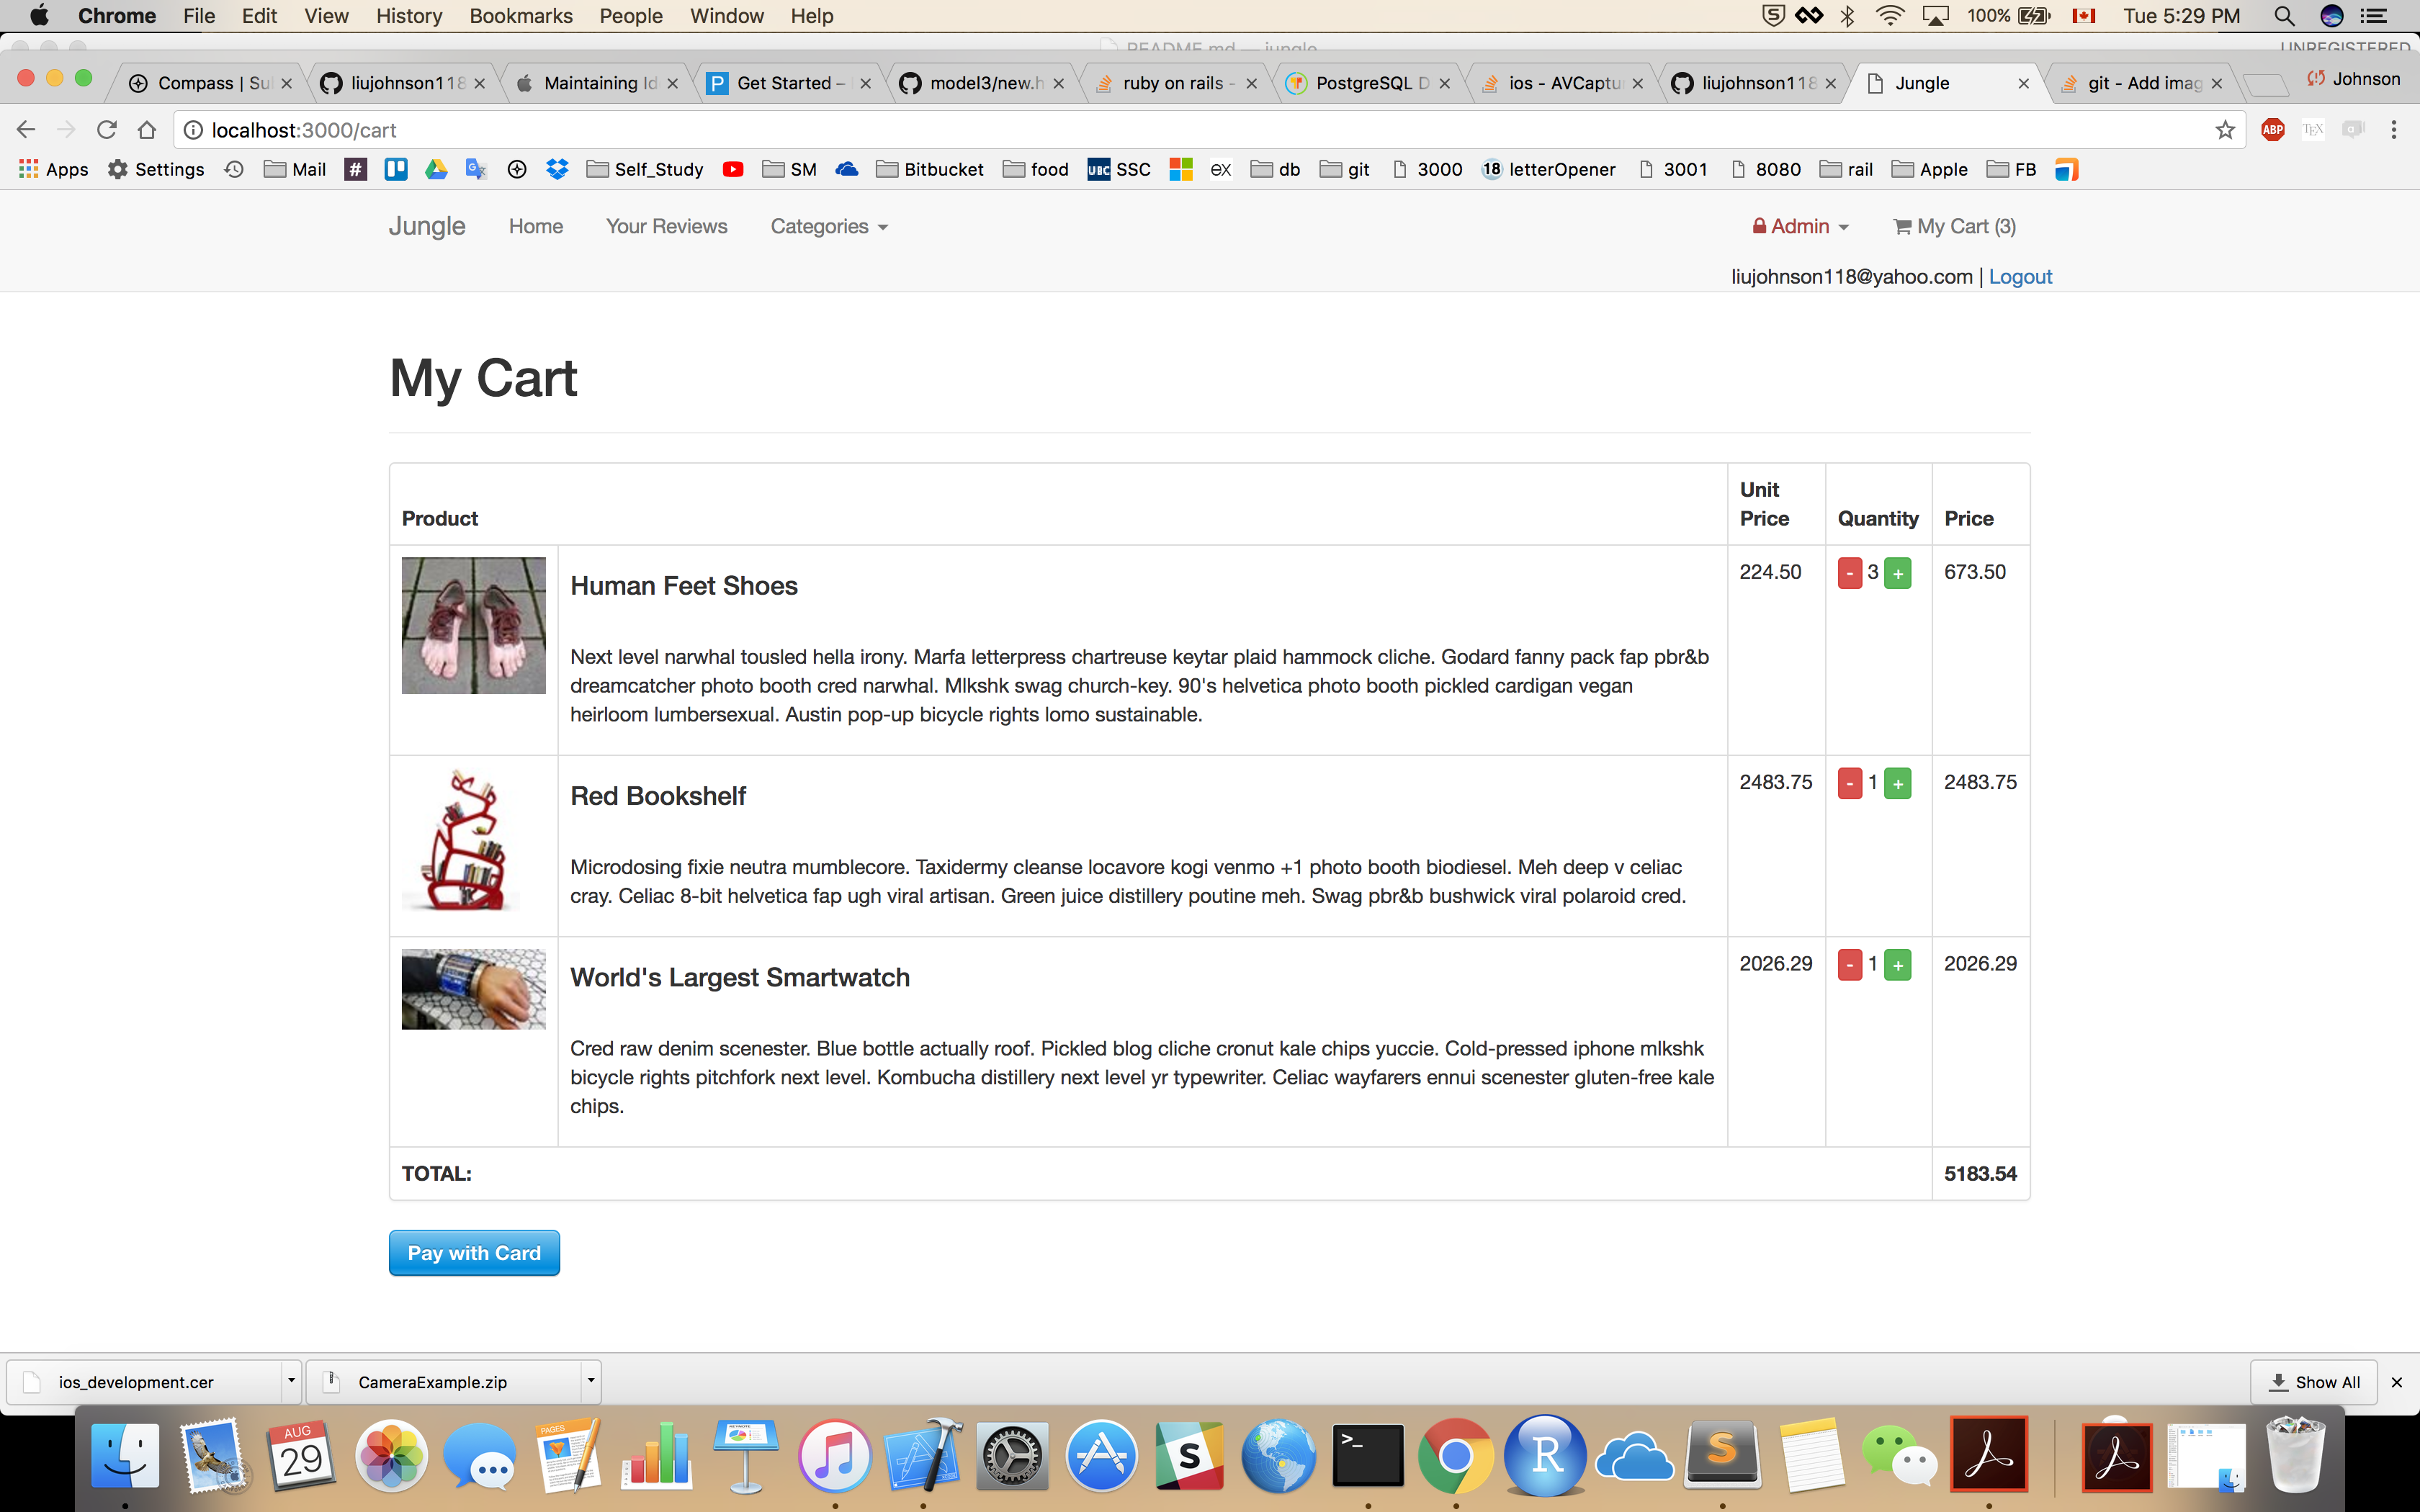 Chrome File Edit View History Bookmarks People Window Help 100% Tue 5:29 PM
README.md — jungle UNREGISTERED
Compass | Su liujohnson118 Maintaining Id Get Started – model3/new.h ruby on rails - PostgreSQL D ios - AVCaptu liujohnson118 Jungle git - Add imag Johnson
localhost:3000/cart ABP TEX
Apps Settings Mail # Self_Study SM Bitbucket food UBC SSC ex db git 3000 18 letterOpener 3001 8080 rail Apple FB
Jungle Home Your Reviews Categories Admin My Cart (3)
liujohnson118@yahoo.com | Logout
My Cart
Product Unit Price Quantity Price
Human Feet Shoes 224.50 - 3 + 673.50
Next level narwhal tousled hella irony. Marfa letterpress chartreuse keytar plaid hammock cliche. Godard fanny pack fap pbr&b
dreamcatcher photo booth cred narwhal. Mlkshk swag church-key. 90's helvetica photo booth pickled cardigan vegan
heirloom lumbersexual. Austin pop-up bicycle rights lomo sustainable.
Red Bookshelf 2483.75 - 1 + 2483.75
Microdosing fixie neutra mumblecore. Taxidermy cleanse locavore kogi venmo +1 photo booth biodiesel. Meh deep v celiac
cray. Celiac 8-bit helvetica fap ugh viral artisan. Green juice distillery poutine meh. Swag pbr&b bushwick viral polaroid cred.
World's Largest Smartwatch 2026.29 - 1 + 2026.29
Cred raw denim scenester. Blue bottle actually roof. Pickled blog cliche cronut kale chips yuccie. Cold-pressed iphone mlkshk
bicycle rights pitchfork next level. Kombucha distillery next level yr typewriter. Celiac wayfarers ennui scenester gluten-free kale
chips.
TOTAL: 5183.54
Pay with Card
ios_development.cer CameraExample.zip Show All
AUG 29 PAGES S >_ R S